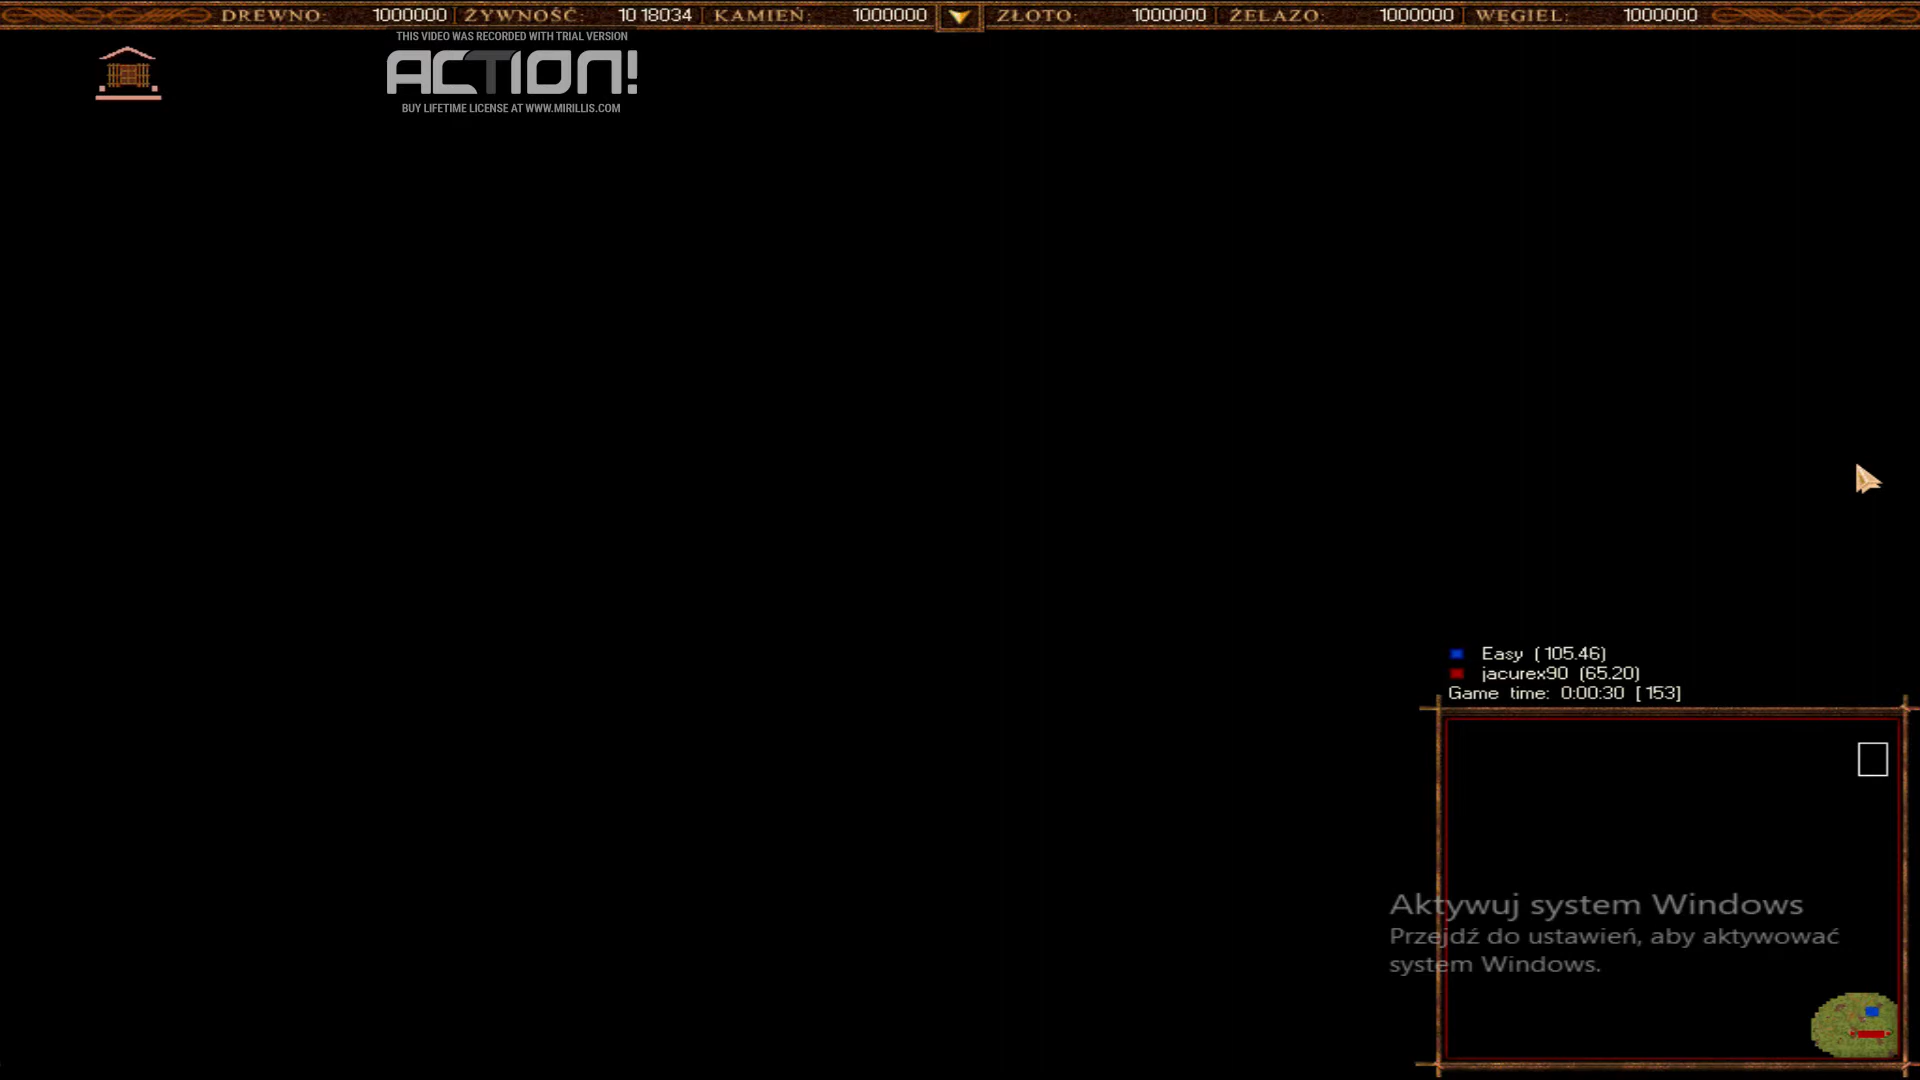 DREWNO: 1000000 ŻYWNOŚĆ: 1018034 KAMIEŃ: 1000000 ZŁOTO: 1000000 ŻELAZO: 1000000 WĘGIEL: 1000000
THIS VIDEO WAS RECORDED WITH TRIAL VERSION
ACTION!
BUY LIFETIME LICENSE AT WWW.MIRILLIS.COM
Easy (105.46)
jacurex90 (65.20)
Game time: 0:00:30 [153]
Aktywuj system Windows
Przejdź do ustawień, aby aktywować
system Windows.